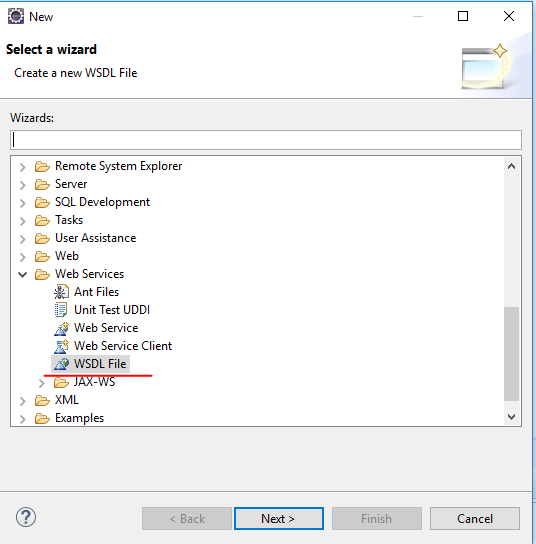 New
Select a wizard
Create a new WSDL File
Wizards:
Remote System Explorer
Server
SQL Development
Tasks
User Assistance
Web
Web Services
Ant Files
Unit Test UDDI
Web Service
Web Service Client
WSDL File
JAX-WS
XML
Examples
?
< Back
Next >
Finish
Cancel